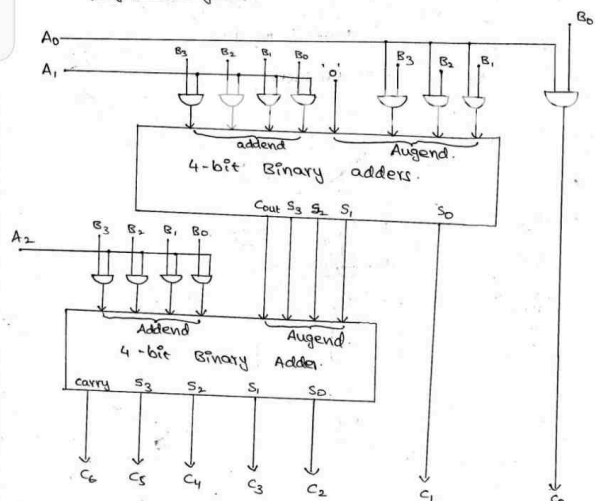 B0
A0
B3 B2 B1 B0 '0' B3 B2 B1
A1
addend Augend.
4-bit Binary adders.
Cout S3 S2 S1 S0
A2
B3 B2 B1 B0
Addend Augend.
4-bit Binary Adder.
carry S3 S2 S1 S0.
C6 C5 C4 C3 C2 C1